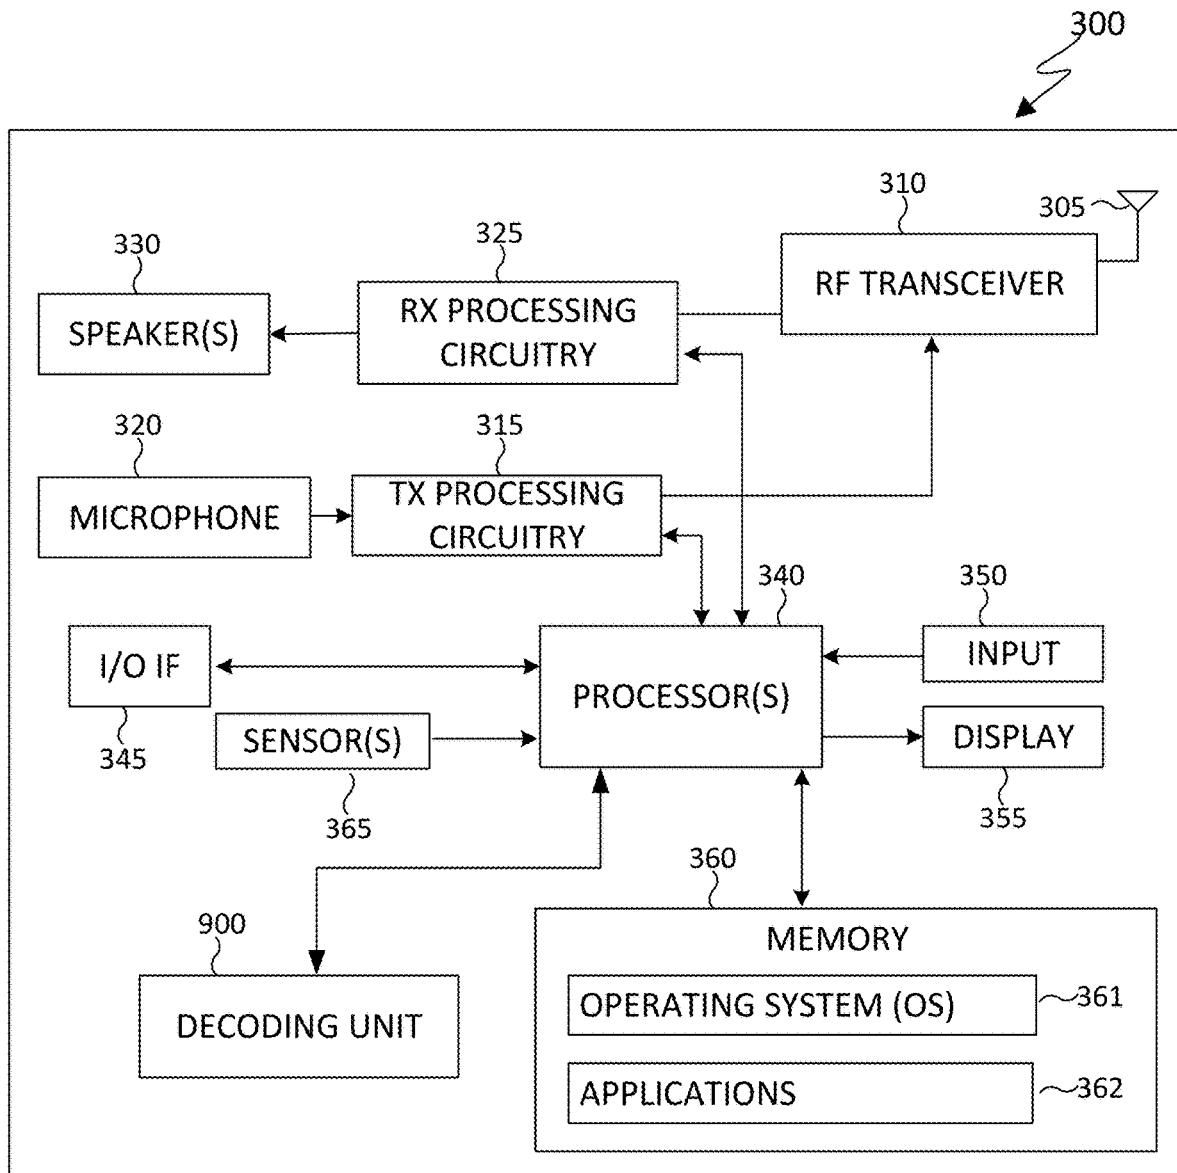 300
310
305
325
330
RF TRANSCEIVER
RX PROCESSING
CIRCUITRY
SPEAKER(S)
320
315
TX PROCESSING
CIRCUITRY
MICROPHONE
340
350
I/O IF
INPUT
PROCESSOR(S)
SENSOR(S)
DISPLAY
345
365
355
360
900
MEMORY
OPERATING SYSTEM (OS)
361
DECODING UNIT
APPLICATIONS
362